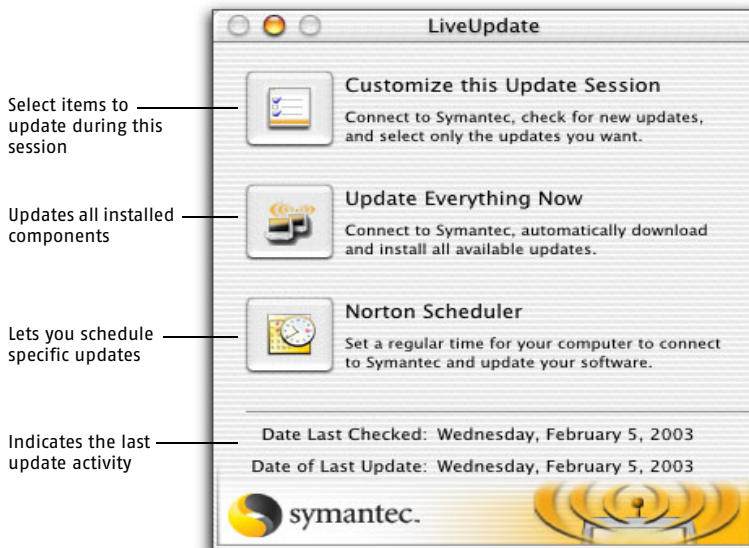 LiveUpdate
Select items to
update during this
session
Customize this Update Session
Connect to Symantec, check for new updates,
and select only the updates you want.
Updates all installed
components
Update Everything Now
Connect to Symantec, automatically download
and install all available updates.
Lets you schedule
specific updates
Norton Scheduler
Set a regular time for your computer to connect
to Symantec and update your software.
Indicates the last
update activity
Date Last Checked: Wednesday, February 5, 2003
Date of Last Update: Wednesday, February 5, 2003
symantec.